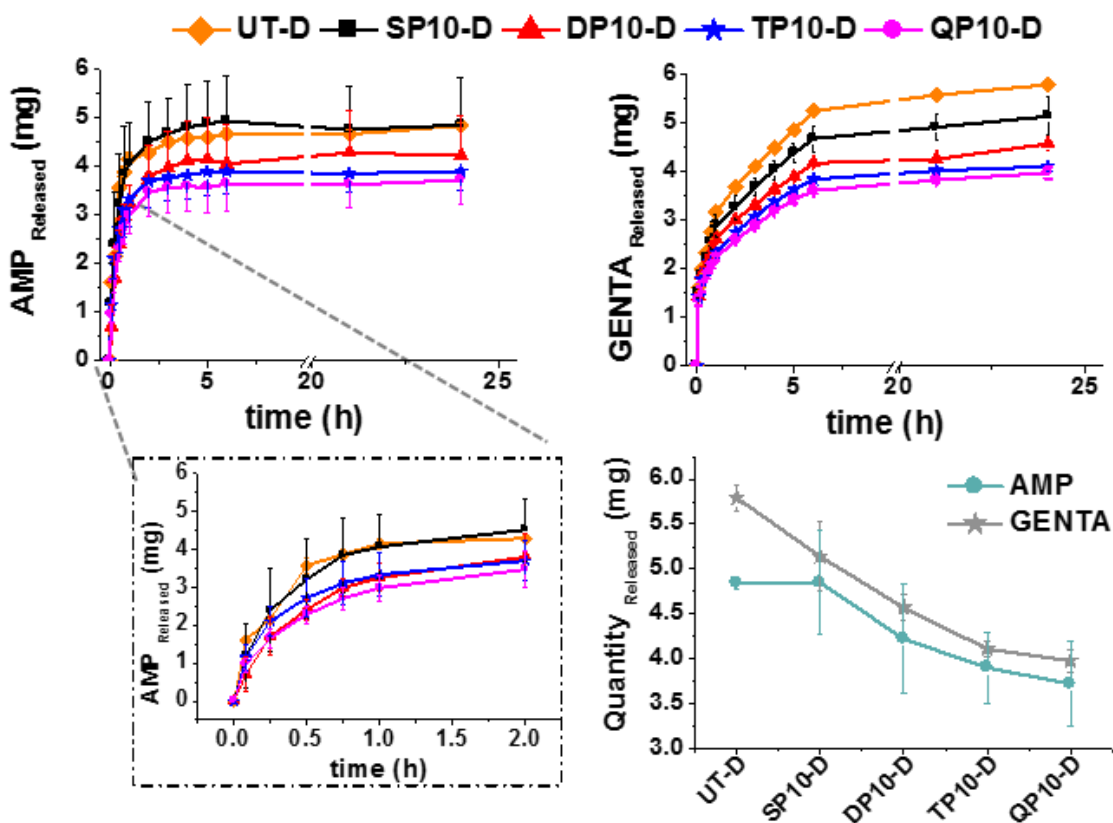 UT-D SP10-D DP10-D TP10-D QP10-D
AMP Released (mg)
6
5
4
3
2
1
0
0 5 20 25
time (h)
GENTA Released (mg)
6
5
4
3
2
1
0
0 5 20 25
time (h)
AMP Released (mg)
6
5
4
3
2
1
0
0.0 0.5 1.0 1.5 2.0
time (h)
Quantity Released (mg)
6.0
5.5
5.0
4.5
4.0
3.5
3.0
AMP
GENTA
UT-D SP10-D DP10-D TP10-D QP10-D